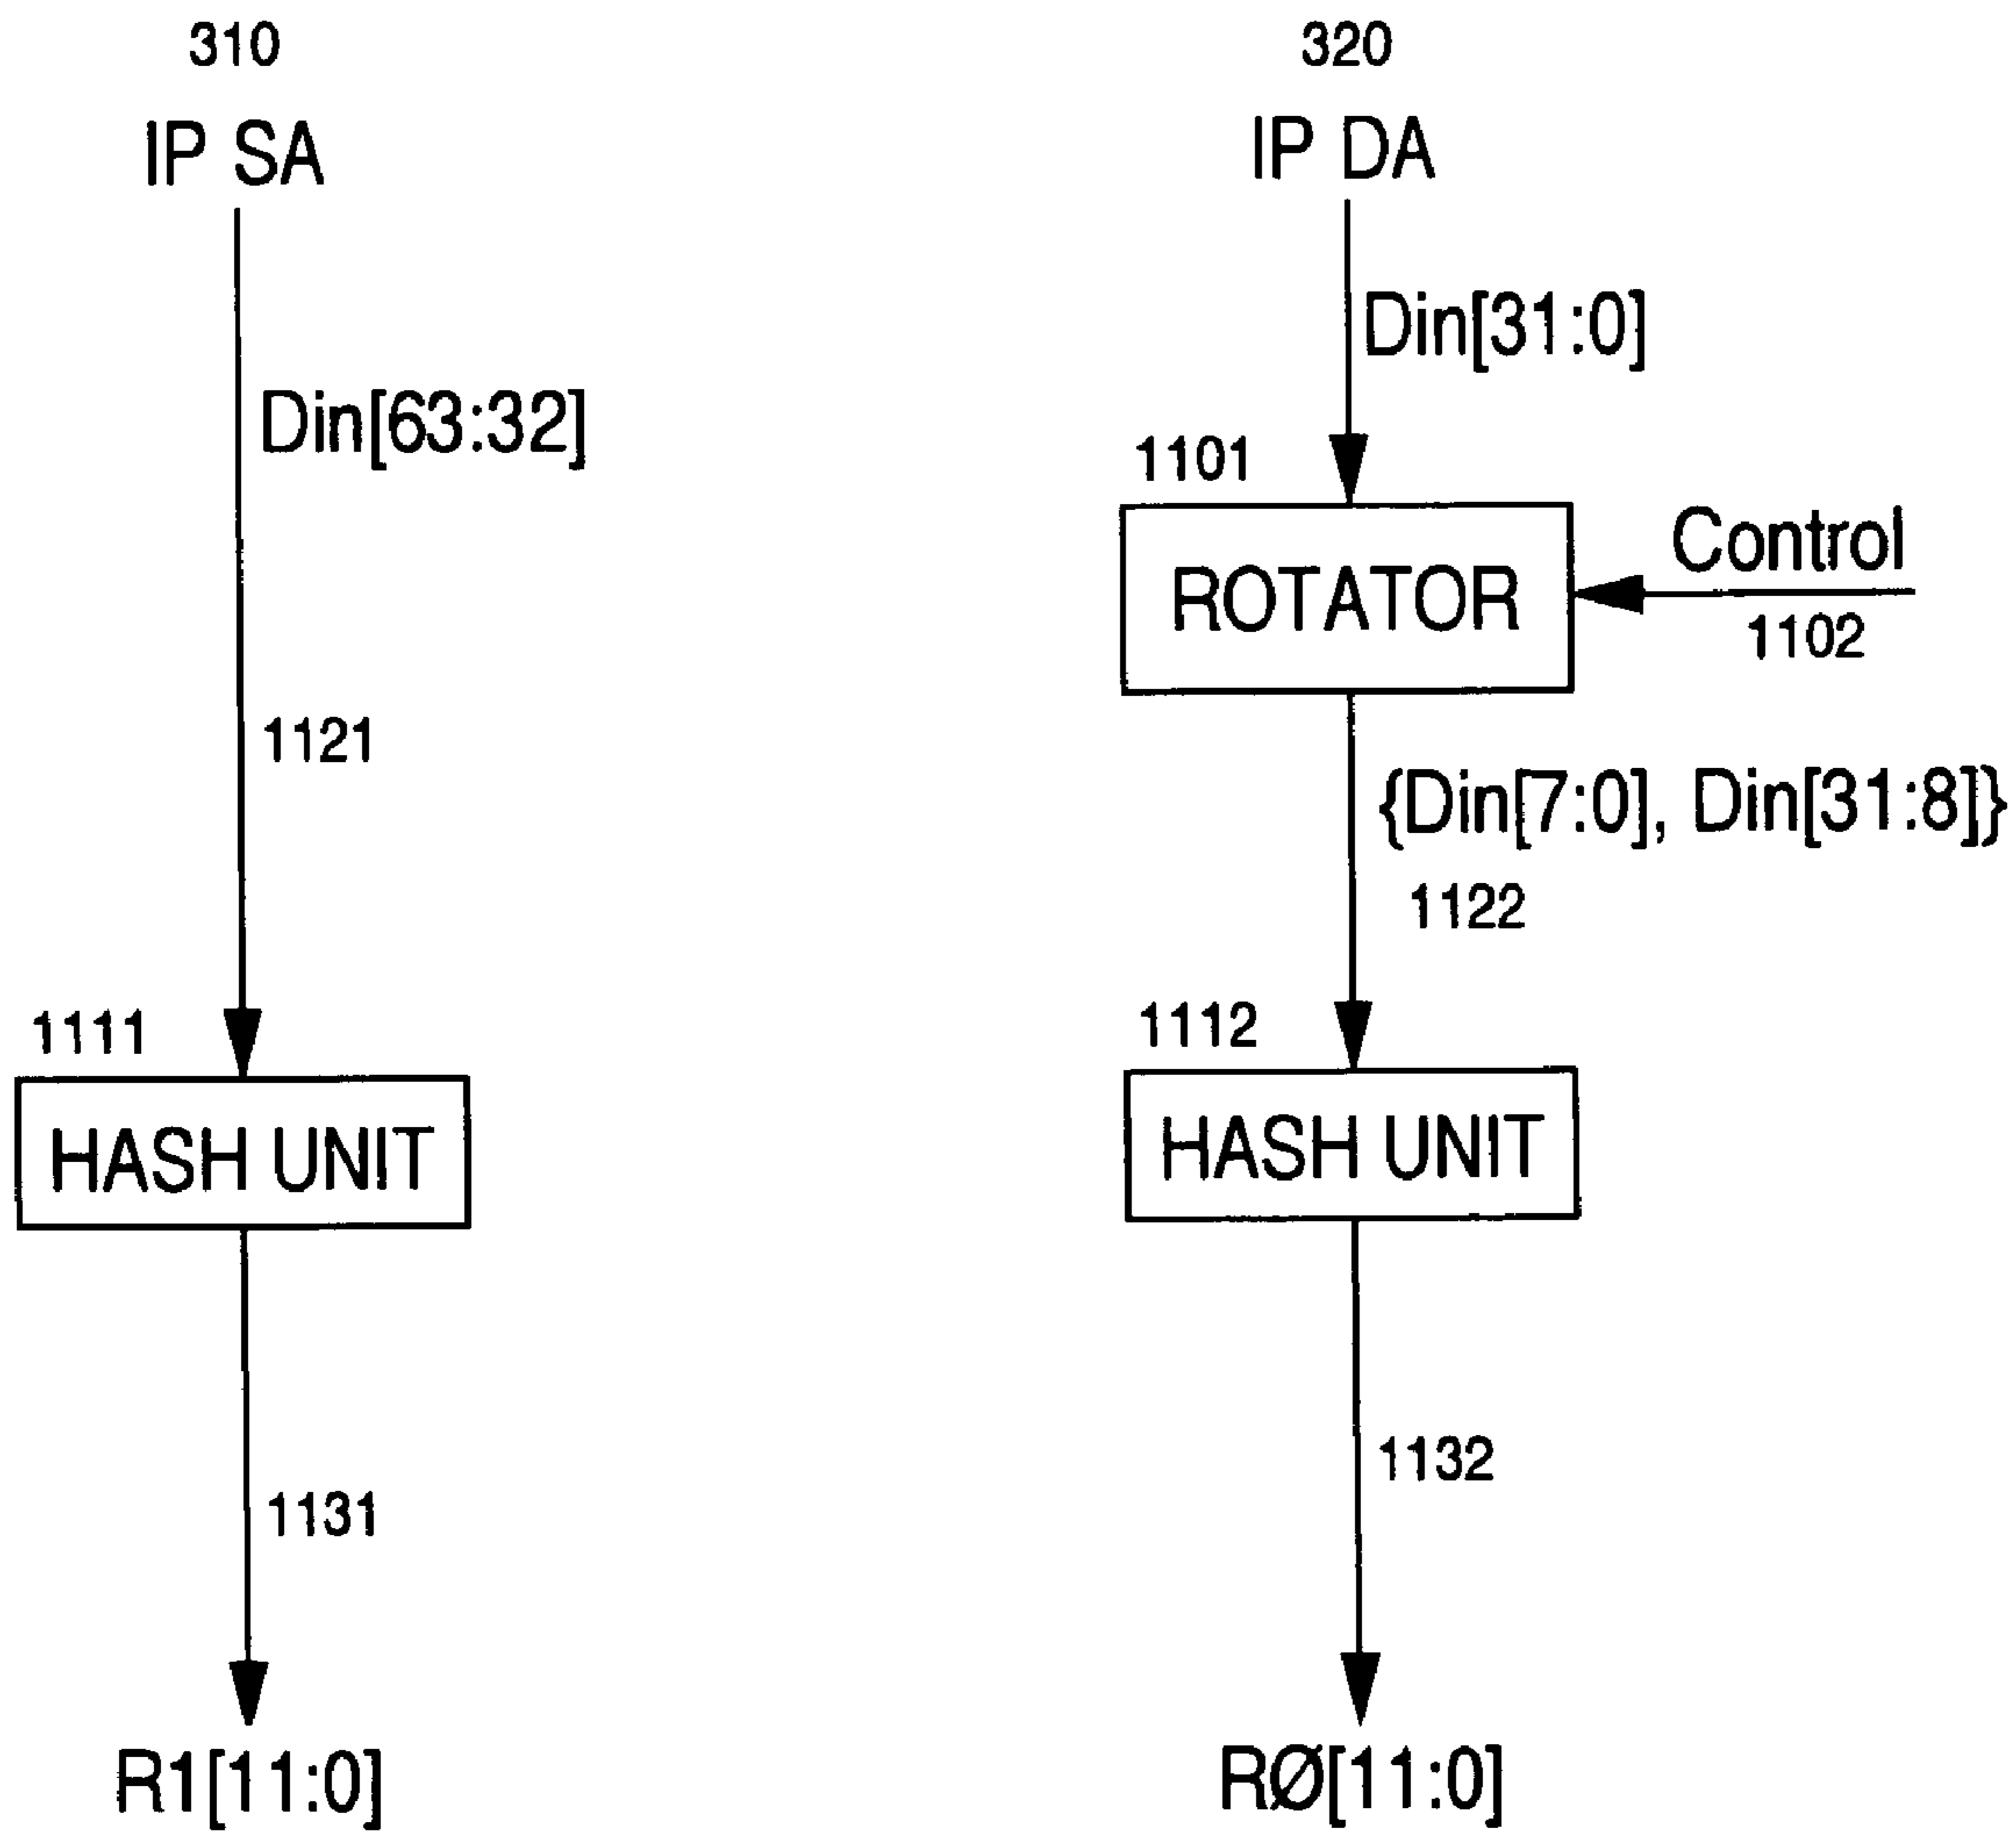 310
IP SA
Din[63:32]
1121
1111
HASH UNIT
1131
R1[11:0]
320
IP DA
Din[31:0]
1101
ROTATOR
Control
1102
{Din[7:0], Din[31:8]}
1122
1112
HASH UNIT
1132
RØ[11:0]